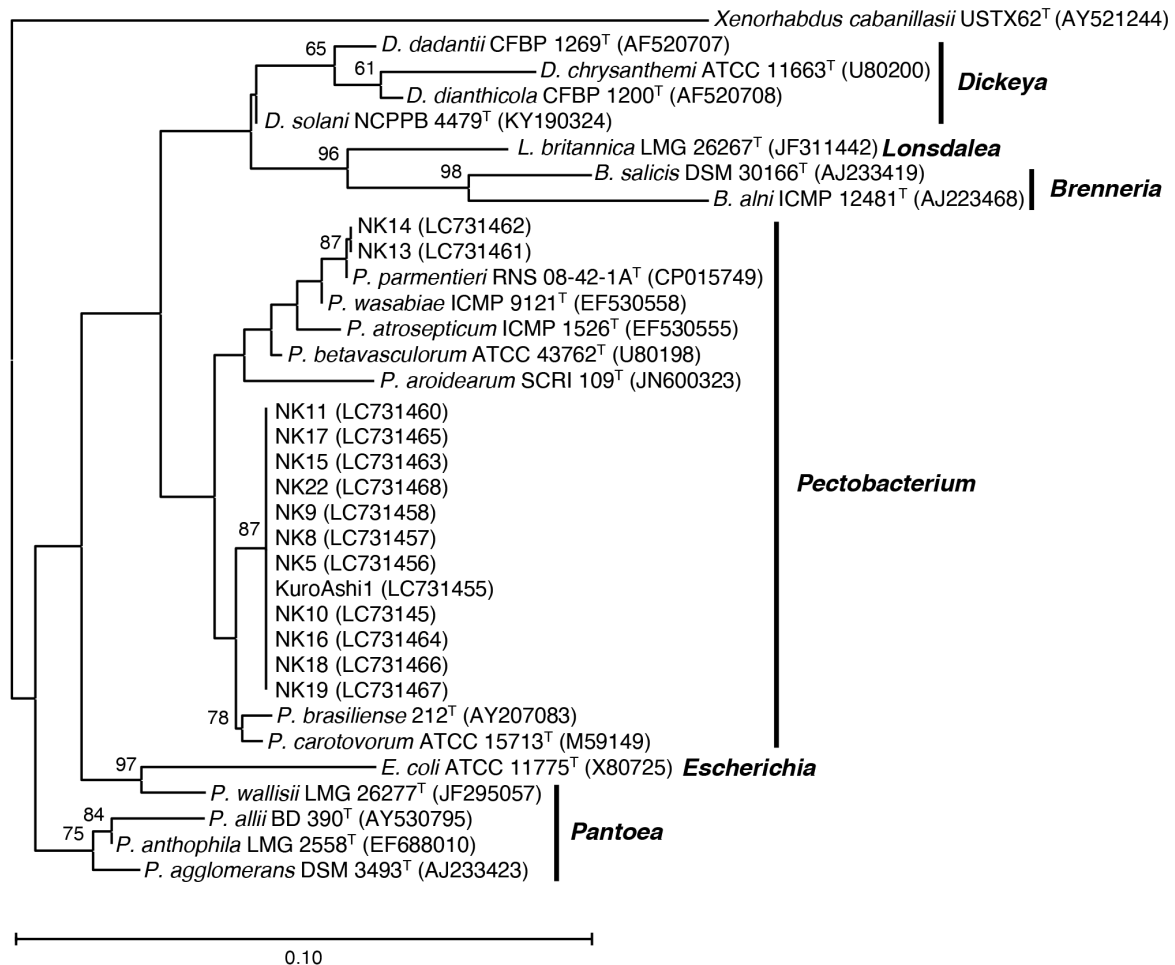 Xenorhabdus cabanillasii USTX62T (AY521244)
65
D. dadantii CFBP 1269T (AF520707)
61
D. chrysanthemi ATCC 11663T (U80200)
Dickeya
D. dianthicola CFBP 1200T (AF520708)
D. solani NCPPB 4479T (KY190324)
96
L. britannica LMG 26267T (JF311442) Lonsdalea
98
B. salicis DSM 30166T (AJ233419)
Brenneria
B. alni ICMP 12481T (AJ223468)
NK14 (LC731462)
87
NK13 (LC731461)
P. parmentieri RNS 08-42-1AT (CP015749)
P. wasabiae ICMP 9121T (EF530558)
P. atrosepticum ICMP 1526T (EF530555)
P. betavasculorum ATCC 43762T (U80198)
P. aroidearum SCRI 109T (JN600323)
NK11 (LC731460)
NK17 (LC731465)
NK15 (LC731463)
Pectobacterium
NK22 (LC731468)
NK9 (LC731458)
87
NK8 (LC731457)
NK5 (LC731456)
KuroAshi1 (LC731455)
NK10 (LC73145)
NK16 (LC731464)
NK18 (LC731466)
NK19 (LC731467)
78
P. brasiliense 212T (AY207083)
P. carotovorum ATCC 15713T (M59149)
97
E. coli ATCC 11775T (X80725) Escherichia
P. wallisii LMG 26277T (JF295057)
84
P. allii BD 390T (AY530795)
Pantoea
75
P. anthophila LMG 2558T (EF688010)
P. agglomerans DSM 3493T (AJ233423)
0.10